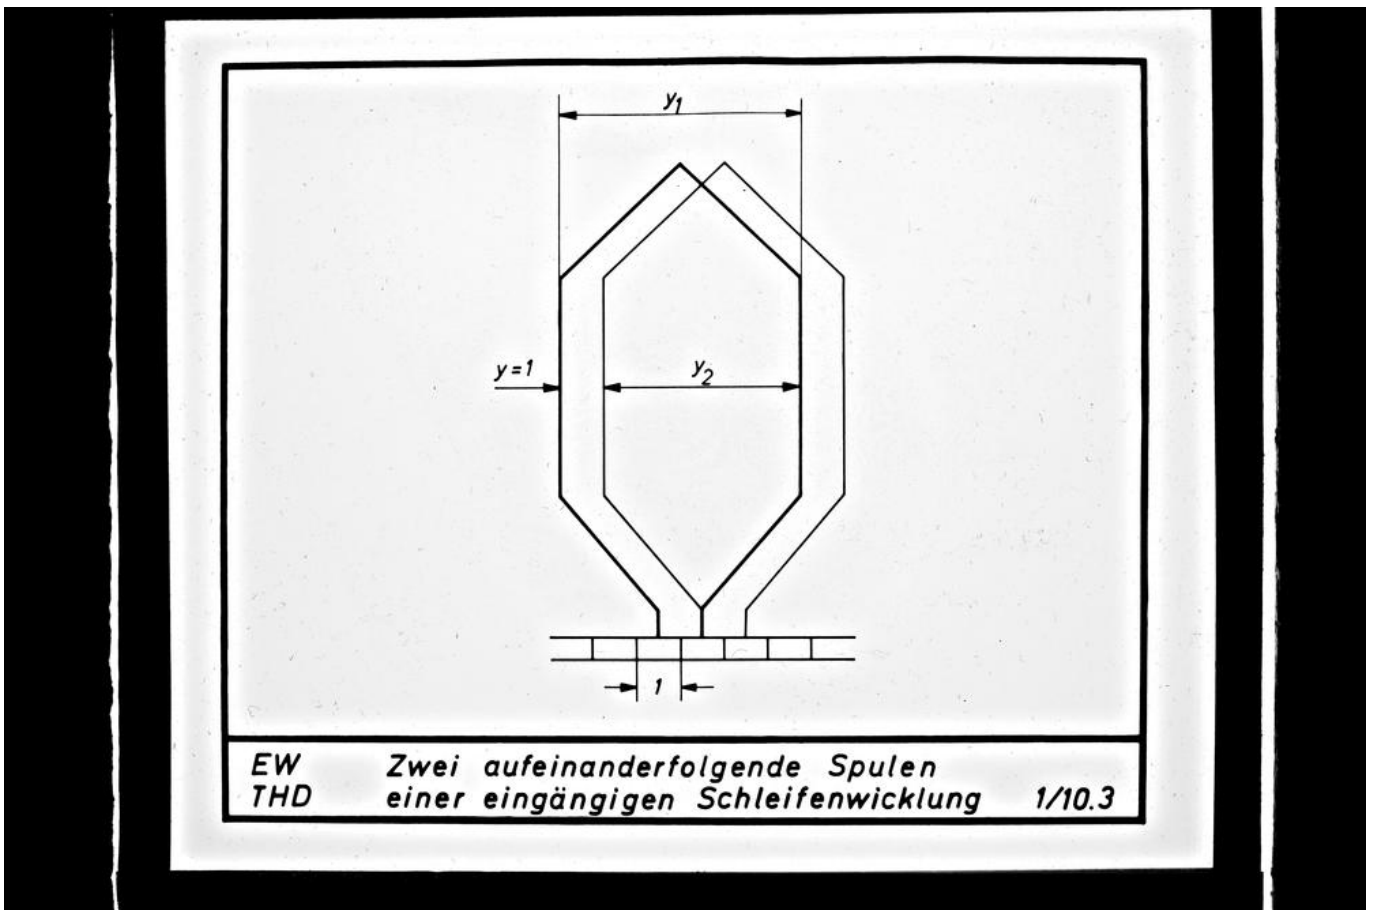 y1
y=1
y2
1
EW Zwei aufeinanderfolgende Spulen
THD einer eingängigen Schleifenwicklung 1/10.3